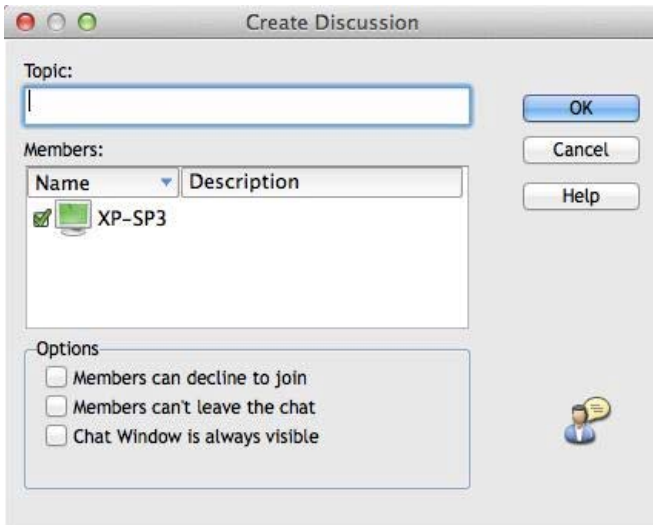 Create Discussion
Topic:
OK
Members:
Cancel
Name Description
Help
XP-SP3
Options
Members can decline to join
Members can't leave the chat
Chat Window is always visible